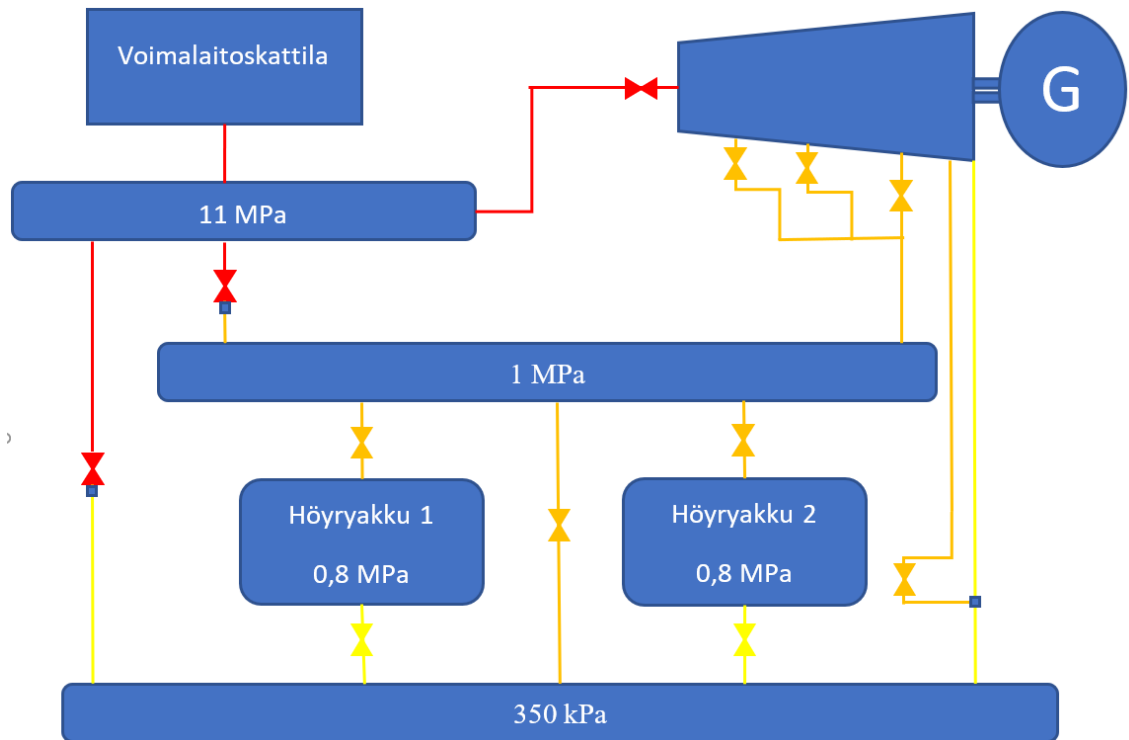 Voimalaitoskattila
G
11 MPa
1 MPa
Höyryakku 1
0,8 MPa
Höyryakku 2
0,8 MPa
350 kPa